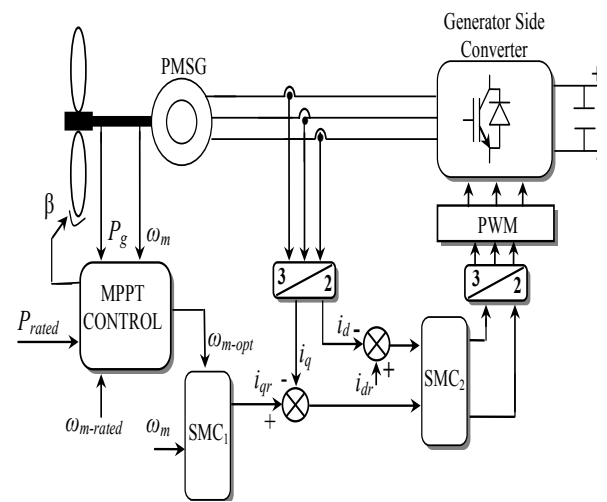 Generator Side
Converter
PMSG
+
-
β
P_g
ω_m
PWM
3
2
3
2
MPPT
CONTROL
P_rated
ω_m-opt
i_d
-
+
i_q
i_dr
SMC_2
i_qr
-
+
SMC_1
ω_m-rated
ω_m